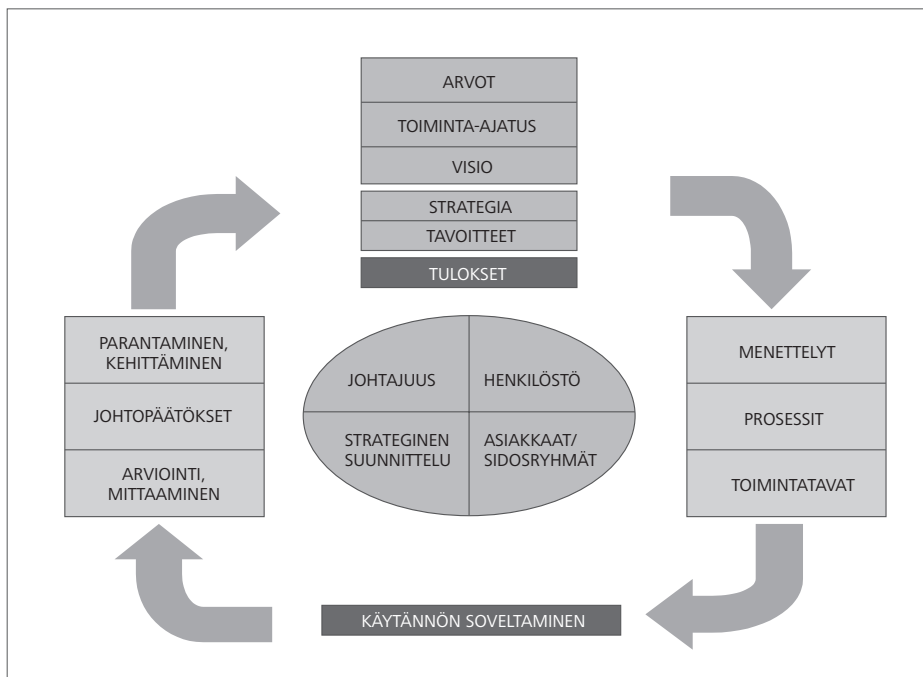 ARVOT
TOIMINTA-AJATUS
VISIO
STRATEGIA
TAVOITTEET
TULOKSET
PARANTAMINEN,
KEHITTÄMINEN
JOHTOPÄÄTÖKSET
ARVIOINTI,
MITTAAMINEN
JOHTAJUUS
HENKILÖSTÖ
STRATEGINEN
SUUNNITTELU
ASIAKKAAT/
SIDOSRYHMÄT
MENETTELYT
PROSESSIT
TOIMINTATAVAT
KÄYTÄNNÖN SOVELTAMINEN